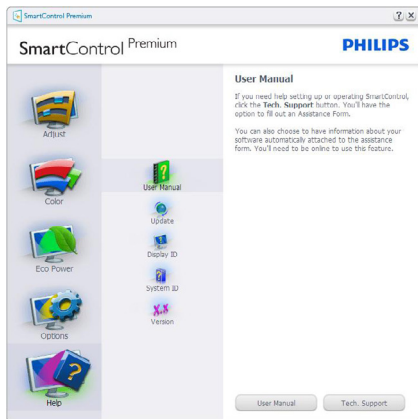 SmartControl Premium
? x
SmartControl Premium
PHILIPS
Adjust
Color
Eco Power
Options
Help
User Manual
Update
Display ID
System ID
X.X
Version
User Manual
If you need help setting up or operating SmartControl,
click the Tech. Support button. You'll have the
option to fill out an Assistance Form.
You can also choose to have information about your
software automatically attached to the assistance
form. You'll need to be online to use this feature.
User Manual
Tech. Support